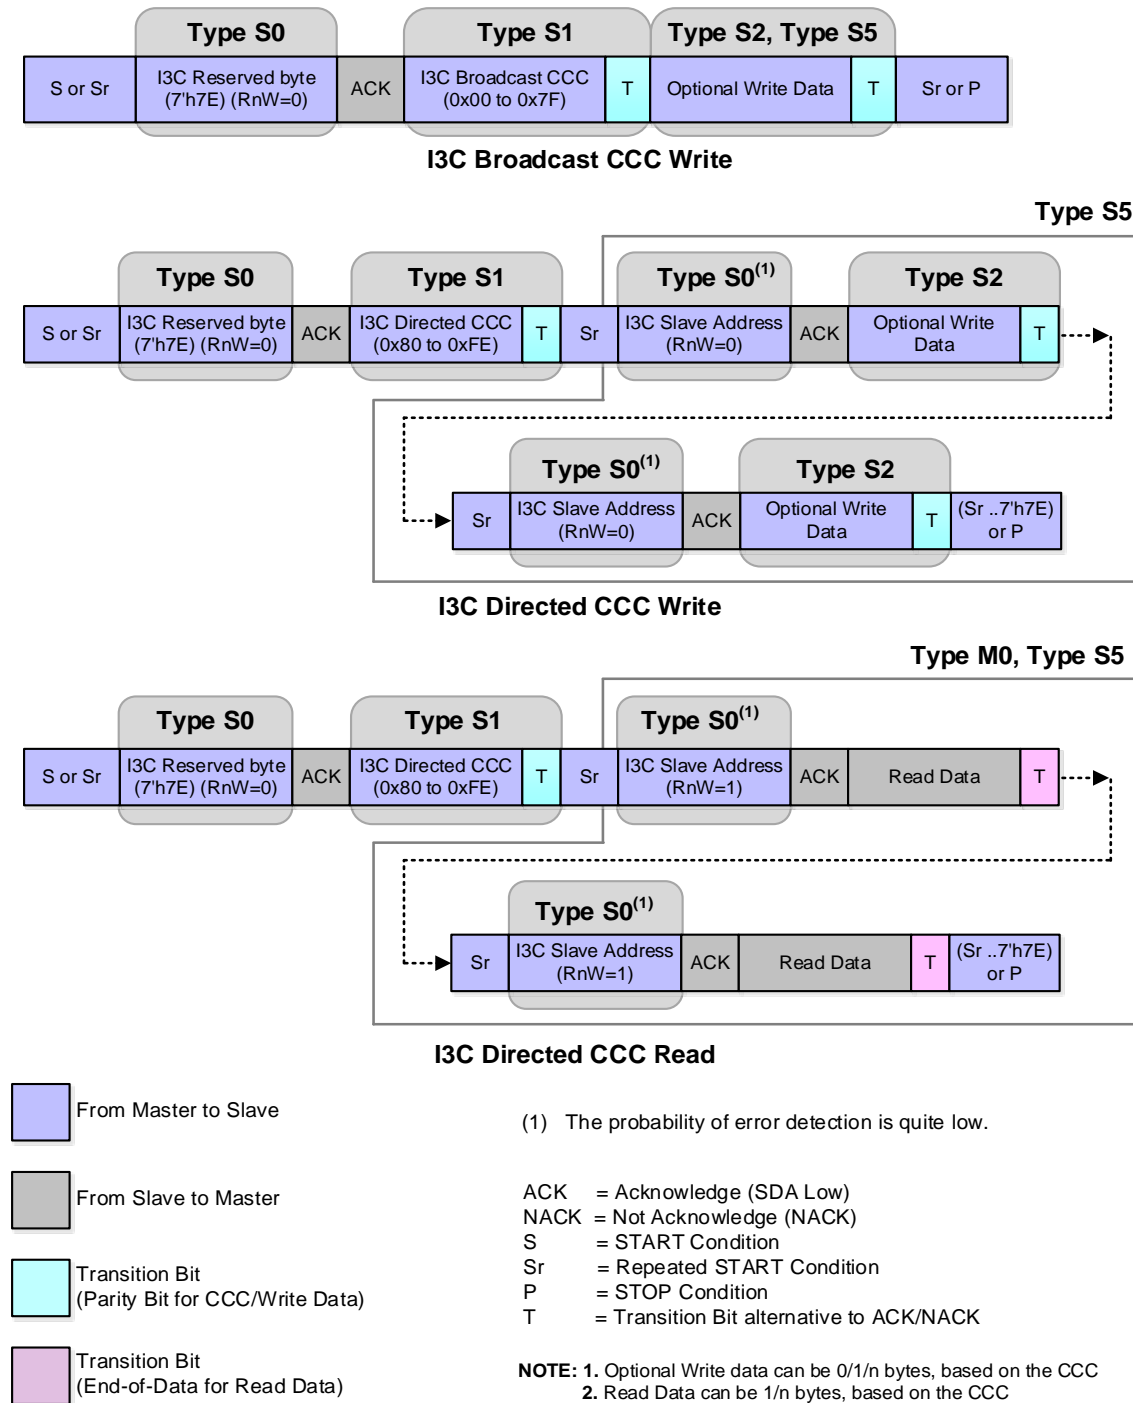 Type S0
Type S1
Type S2, Type S5
S or Sr
I3C Reserved byte
(7'h7E) (RnW=0)
ACK
I3C Broadcast CCC
(0x00 to 0x7F)
T
Optional Write Data
T
Sr or P
I3C Broadcast CCC Write
Type S5
Type S0
Type S1
Type S0(1)
Type S2
S or Sr
I3C Reserved byte
(7'h7E) (RnW=0)
ACK
I3C Directed CCC
(0x80 to 0xFE)
T
Sr
I3C Slave Address
(RnW=0)
ACK
Optional Write
Data
T
Type S0(1)
Type S2
Sr
I3C Slave Address
(RnW=0)
ACK
Optional Write
Data
T
(Sr ..7'h7E)
or P
I3C Directed CCC Write
Type M0, Type S5
Type S0
Type S1
Type S0(1)
S or Sr
I3C Reserved byte
(7'h7E) (RnW=0)
ACK
I3C Directed CCC
(0x80 to 0xFE)
T
Sr
I3C Slave Address
(RnW=1)
ACK
Read Data
T
Type S0(1)
Sr
I3C Slave Address
(RnW=1)
ACK
Read Data
T
(Sr ..7'h7E)
or P
I3C Directed CCC Read
From Master to Slave
From Slave to Master
Transition Bit
(Parity Bit for CCC/Write Data)
Transition Bit
(End-of-Data for Read Data)
(1) The probability of error detection is quite low.
ACK = Acknowledge (SDA Low)
NACK = Not Acknowledge (NACK)
S = START Condition
Sr = Repeated START Condition
P = STOP Condition
T = Transition Bit alternative to ACK/NACK
NOTE: 1. Optional Write data can be 0/1/n bytes, based on the CCC
2. Read Data can be 1/n bytes, based on the CCC